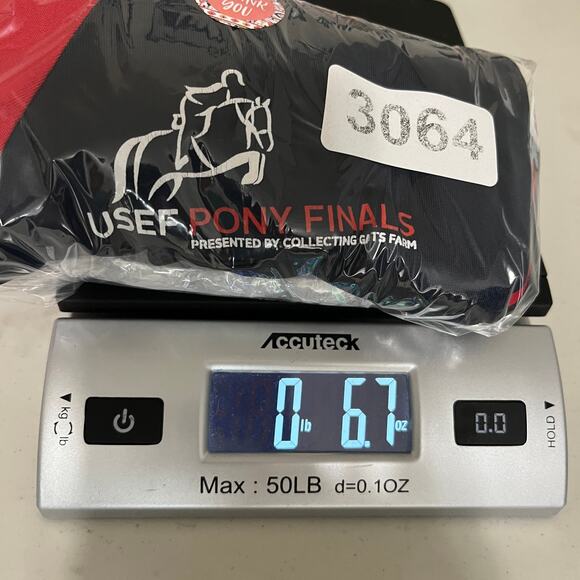 YOU
3064
USEF PONY FINALS
PRESENTED BY COLLECTING FARM
Accuteck
kg lb
0 lb 6.7 oz
0.0
HOLD
Max : 50LB d=0.1OZ